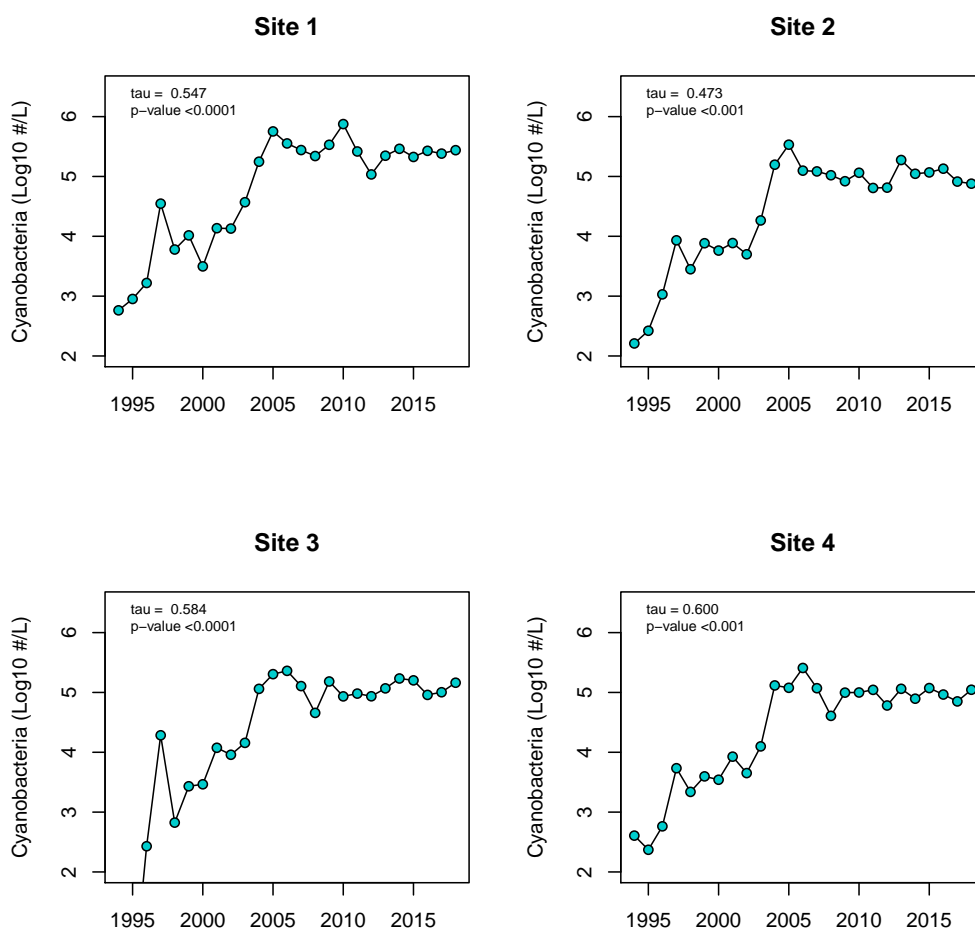 Site 1
tau = 0.547
p-value <0.0001
Cyanobacteria (Log10 #/L)
6
5
4
3
2
1995 2000 2005 2010 2015
Site 2
tau = 0.473
p-value <0.001
Cyanobacteria (Log10 #/L)
6
5
4
3
2
1995 2000 2005 2010 2015
Site 3
tau = 0.584
p-value <0.0001
Cyanobacteria (Log10 #/L)
6
5
4
3
2
1995 2000 2005 2010 2015
Site 4
tau = 0.600
p-value <0.001
Cyanobacteria (Log10 #/L)
6
5
4
3
2
1995 2000 2005 2010 2015